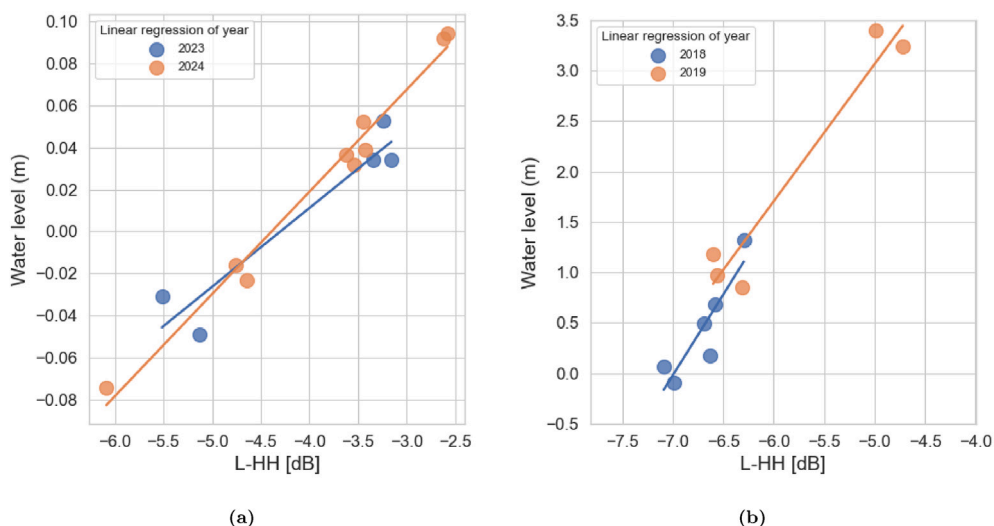 0.10
0.08
0.06
0.04
0.02
0.00
−0.02
−0.04
−0.06
−0.08
Water level (m)
Linear regression of year
2023
2024
−6.0 −5.5 −5.0 −4.5 −4.0 −3.5 −3.0 −2.5
L-HH [dB]
(a)
3.5
3.0
2.5
2.0
1.5
1.0
0.5
0.0
−0.5
Water level (m)
Linear regression of year
2018
2019
−7.5 −7.0 −6.5 −6.0 −5.5 −5.0 −4.5 −4.0
L-HH [dB]
(b)